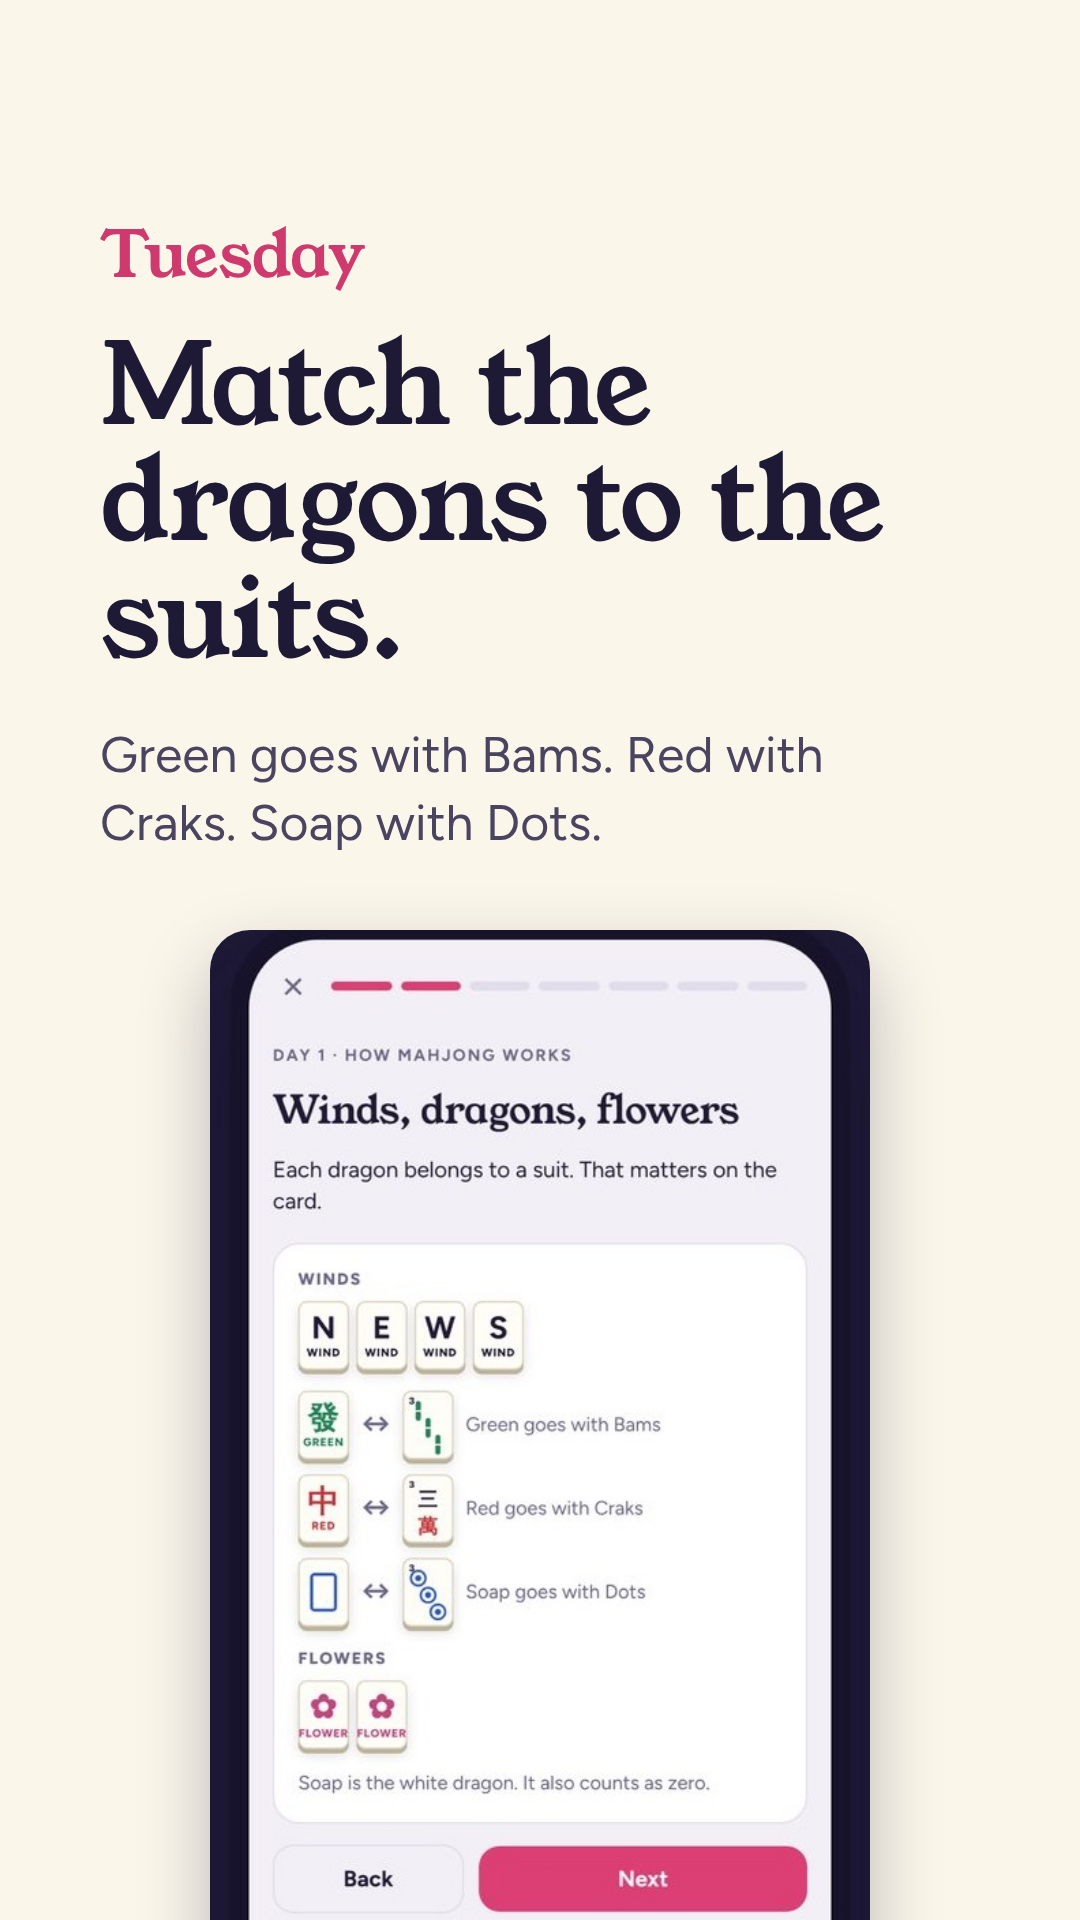 Tuesday
Match the
dragons to the
suits.
Green goes with Bams. Red with
Craks. Soap with Dots.
DAY 1 · HOW MAHJONG WORKS
Winds, dragons, flowers
Each dragon belongs to a suit. That matters on the
card.
WINDS
N E W S
WIND WIND WIND WIND
發 GREEN ↔ 3 Green goes with Bams
中 RED ↔ 3 三 萬 Red goes with Craks
↔ 3 Soap goes with Dots
FLOWERS
FLOWER FLOWER
Soap is the white dragon. It also counts as zero.
Back Next